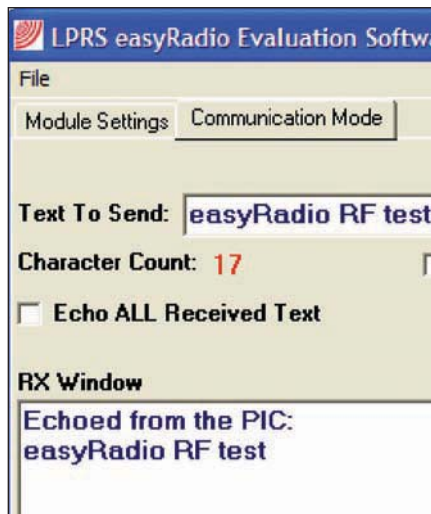 LPRS easyRadio Evaluation Softw
File
Module Settings Communication Mode
Text To Send: easyRadio RF test
Character Count: 17
Echo ALL Received Text
RX Window
Echoed from the PIC:
easyRadio RF test